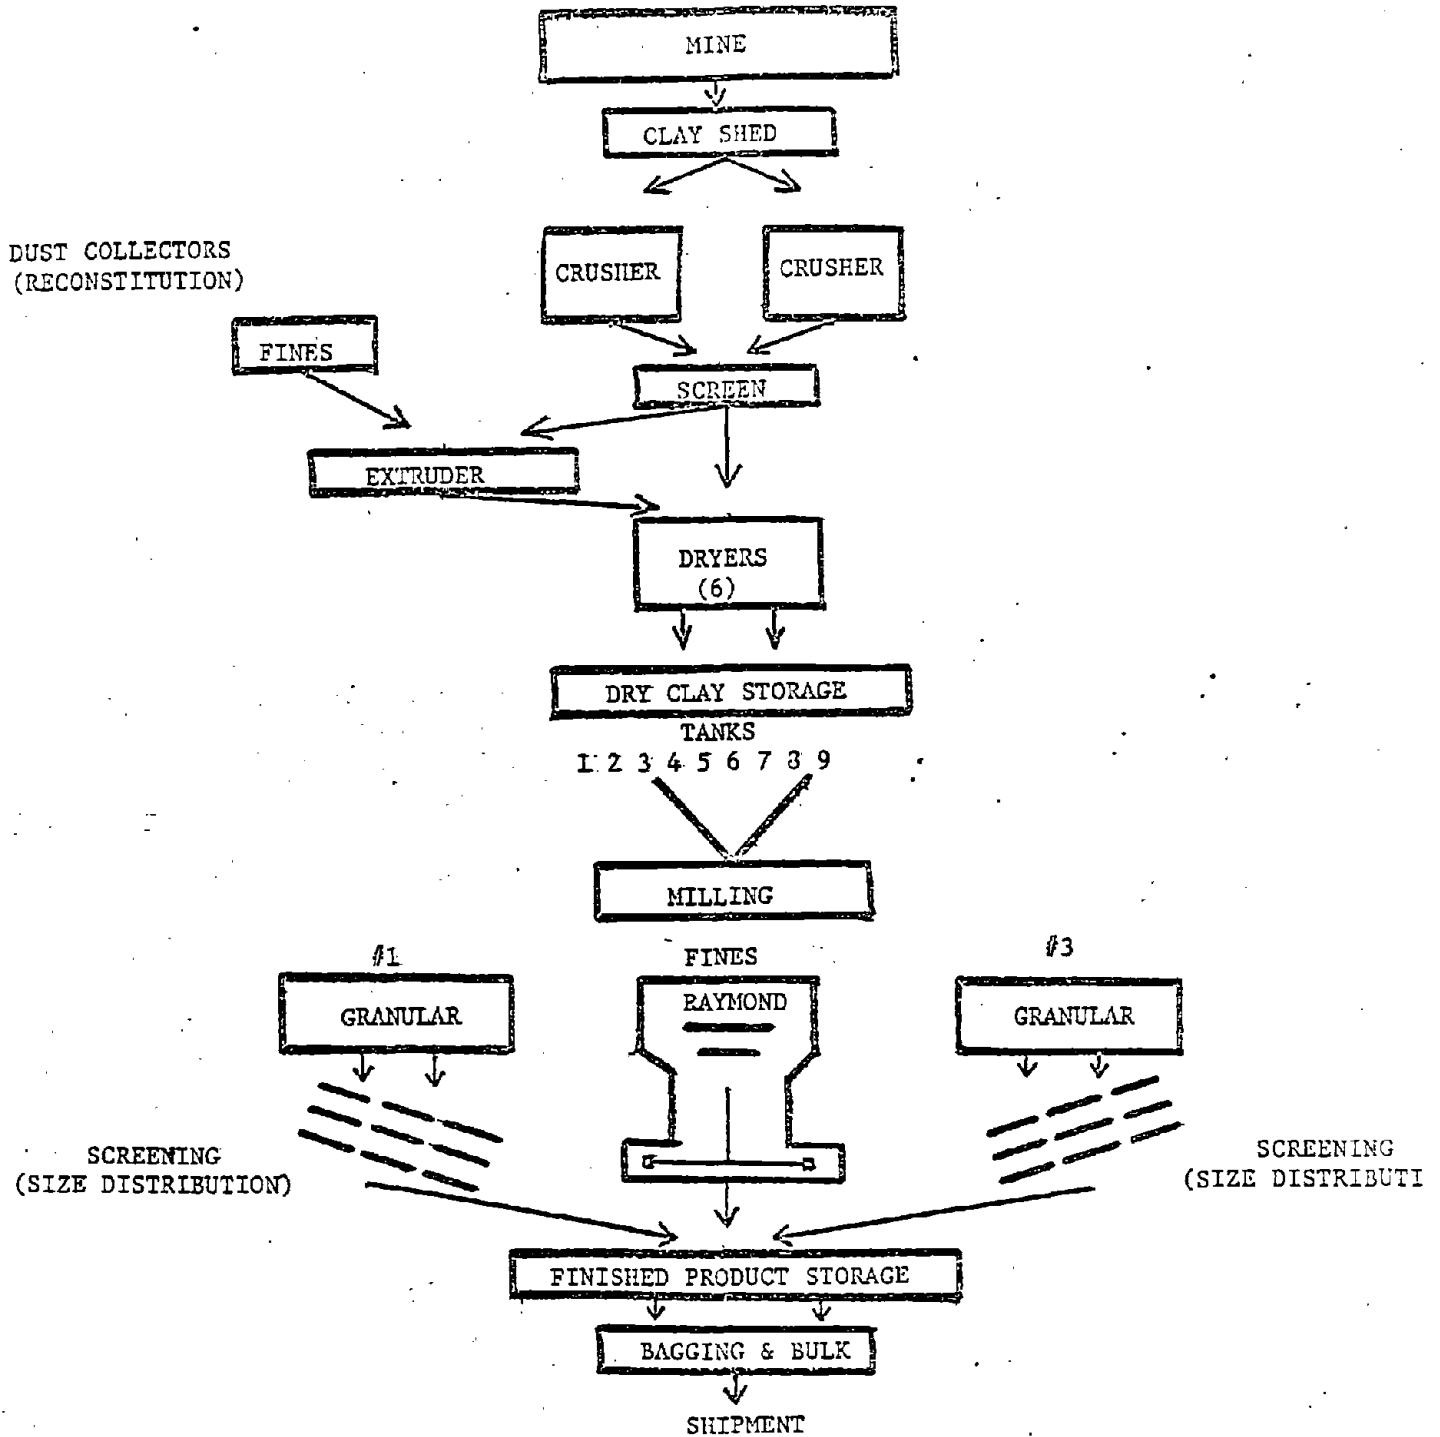 MINE
CLAY SHED
DUST COLLECTORS
(RECONSTITUTION)
CRUSHER
CRUSHER
FINES
SCREEN
EXTRUDER
DRYERS
(6)
DRY CLAY STORAGE
TANKS
1 2 3 4 5 6 7 8 9
MILLING
#1
FINES
#3
GRANULAR
RAYMOND
GRANULAR
SCREENING
(SIZE DISTRIBUTION)
SCREENING
(SIZE DISTRIBUTI
FINISHED PRODUCT STORAGE
BAGGING & BULK
SHIPMENT